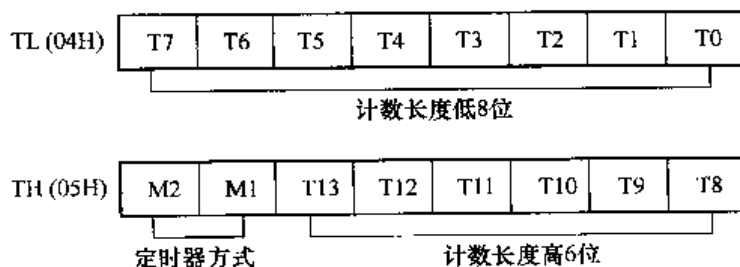 TL (04H) T7 T6 T5 T4 T3 T2 T1 T0
计数长度低8位
TH (05H) M2 M1 T13 T12 T11 T10 T9 T8
定时器方式 计数长度高6位